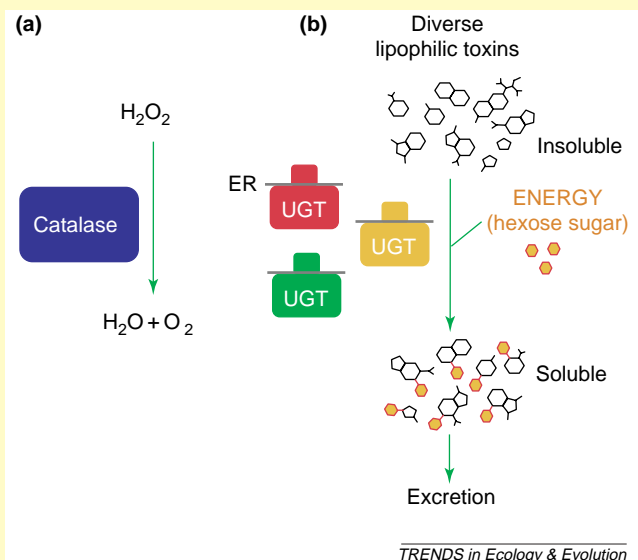 (a)
H₂O₂
Catalase
H₂O + O₂
(b)
Diverse
lipophilic toxins
Insoluble
ER
UGT
UGT
UGT
ENERGY
(hexose sugar)
Soluble
Excretion
TRENDS in Ecology & Evolution